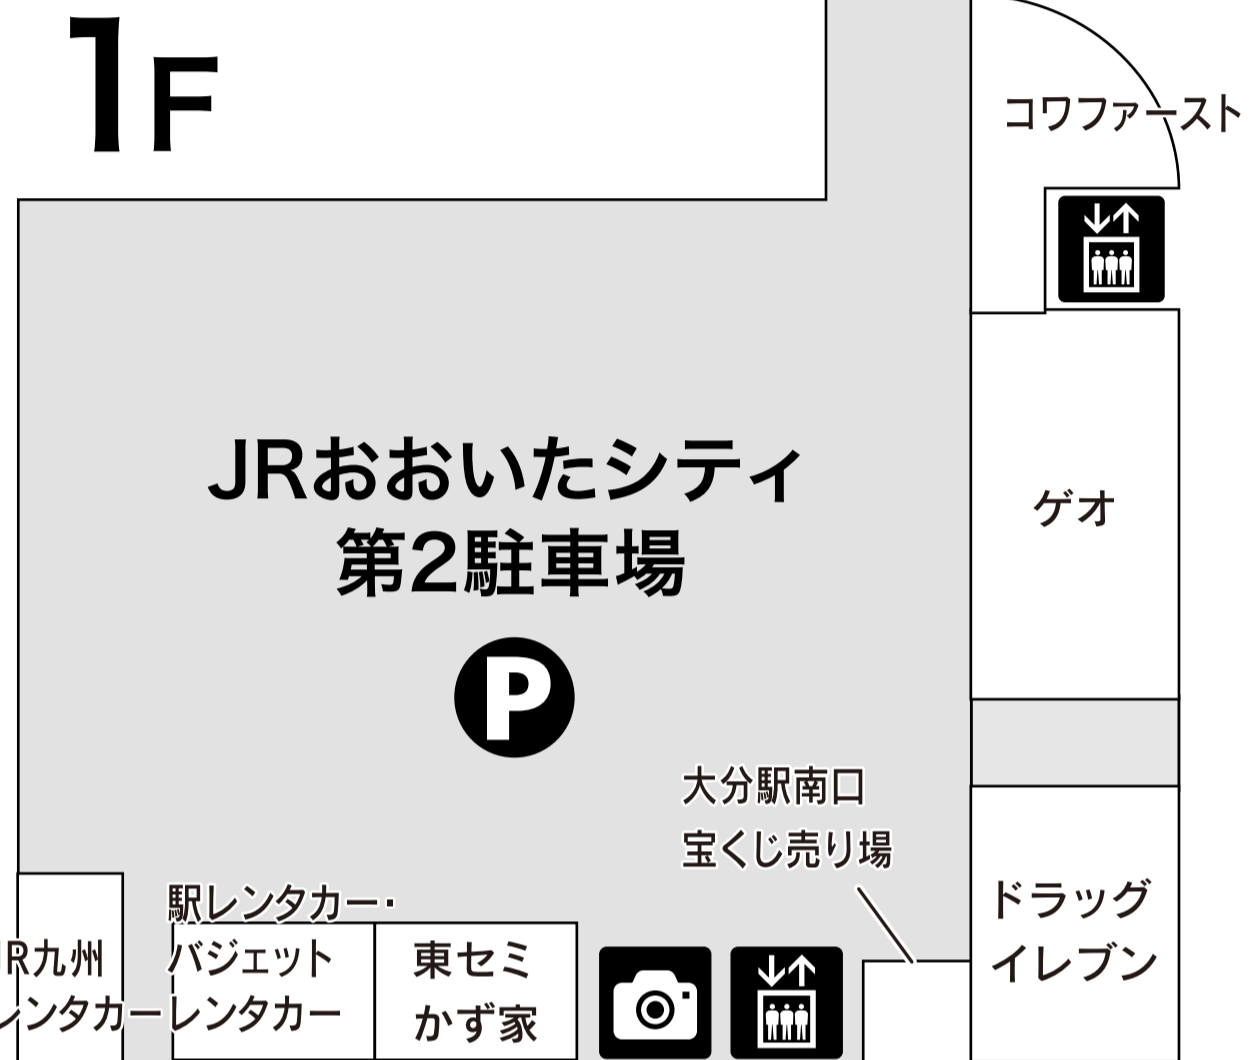 1F
コワファースト
JRおおいたシティ
第2駐車場
P
ゲオ
大分駅南口
宝くじ売り場
ドラッグ
イレブン
JR九州
レンタカー
駅レンタカー・
バジェット
レンタカー
東セミ
かず家